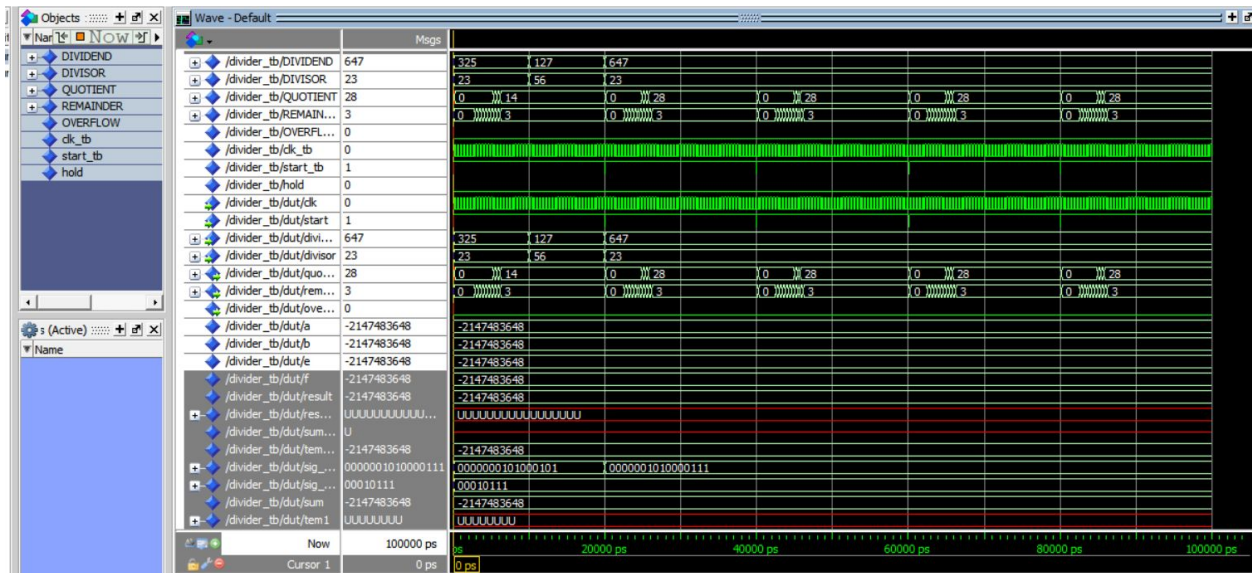 Objects
Wave - Default
Now
Msgs
DIVIDEND
DIVISOR
QUOTIENT
REMAINDER
OVERFLOW
clk_tb
start_tb
hold
s (Active)
Name
/divider_tb/DIVIDEND 647 325 127 647
/divider_tb/DIVISOR 23 23 56 23
/divider_tb/QUOTIENT 28 0 14 0 28 0 28 0 28 0 28
/divider_tb/REMAIN... 3 0 3 0 3 0 3 0 3 0 3
/divider_tb/OVERFL... 0
/divider_tb/clk_tb 0
/divider_tb/start_tb 1
/divider_tb/hold 0
/divider_tb/dut/clk 0
/divider_tb/dut/start 1
/divider_tb/dut/divi... 647 325 127 647
/divider_tb/dut/divisor 23 23 56 23
/divider_tb/dut/quo... 28 0 14 0 28 0 28 0 28 0 28
/divider_tb/dut/rem... 3 0 3 0 3 0 3 0 3 0 3
/divider_tb/dut/ove... 0
/divider_tb/dut/a -2147483648 -2147483648
/divider_tb/dut/b -2147483648 -2147483648
/divider_tb/dut/e -2147483648 -2147483648
/divider_tb/dut/f -2147483648 -2147483648
/divider_tb/dut/result -2147483648 -2147483648
/divider_tb/dut/res... UUUUUUUUUUU... UUUUUUUUUUUUUUUU
/divider_tb/dut/sum... U
/divider_tb/dut/tem... -2147483648 -2147483648
/divider_tb/dut/sig_... 0000001010000111 0000000101000101 0000001010000111
/divider_tb/dut/sig_... 00010111 00010111
/divider_tb/dut/sum -2147483648 -2147483648
/divider_tb/dut/tem1 UUUUUUUU UUUUUUUU
Now 100000 ps 20000 ps 40000 ps 60000 ps 80000 ps 100000 ps
Cursor 1 0 ps 0 ps